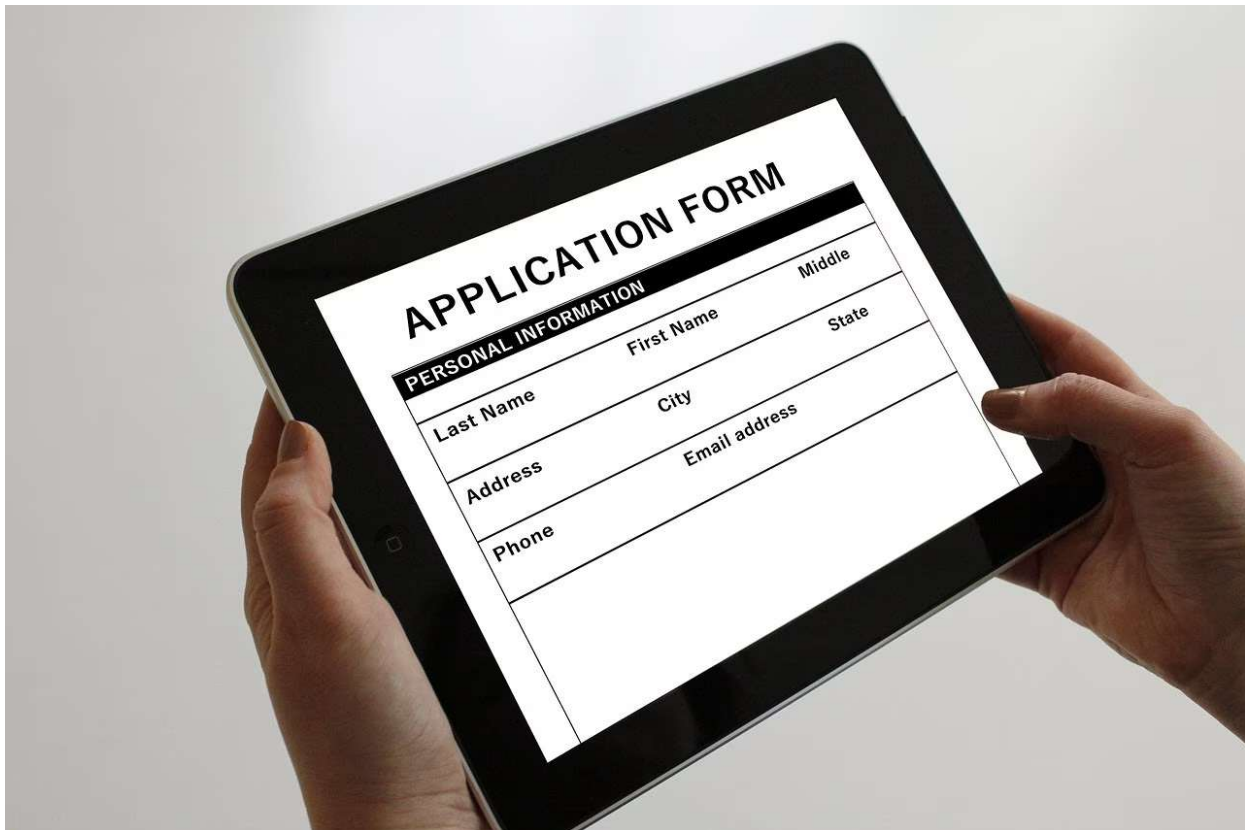 APPLICATION FORM
PERSONAL INFORMATION
Last Name First Name Middle
Address City State
Phone Email address